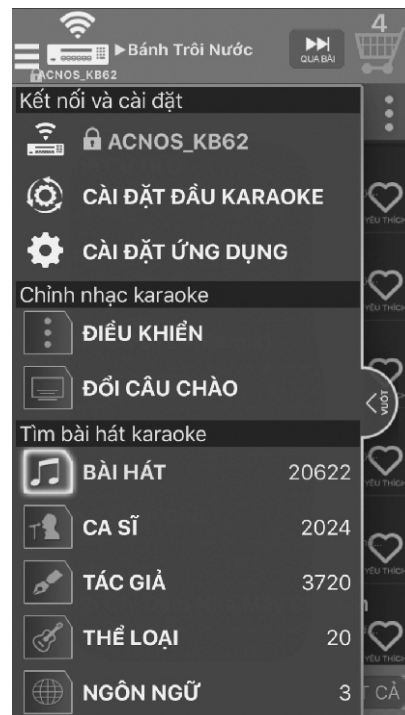 4
▶Bánh Trôi Nước
QUA BÀI
ACNOS_KB62
Kết nối và cài đặt
ACNOS_KB62
CÀI ĐẶT ĐẦU KARAOKE
YÊU THÍCH
CÀI ĐẶT ỨNG DỤNG
Chỉnh nhạc karaoke
YÊU THÍCH
ĐIỀU KHIỂN
ĐỔI CÂU CHÀO
VUỐT
Tìm bài hát karaoke
BÀI HÁT 20622
YÊU THÍCH
CA SĨ 2024
TÁC GIẢ 3720
YÊU THÍCH
THỂ LOẠI 20
YÊU THÍCH
NGÔN NGỮ 3
T CẢ